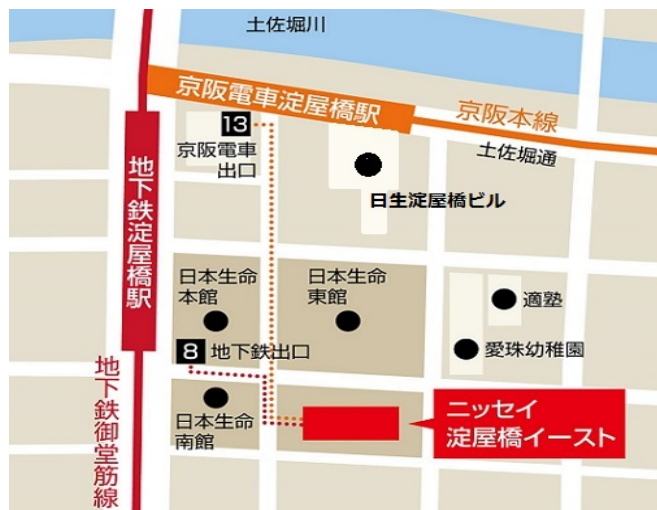 土佐堀川
京阪電車淀屋橋駅
京阪本線
土佐堀通
13
京阪電車
出口
日生淀屋橋ビル
地下鉄淀屋橋駅
日本生命
本館
日本生命
東館
適塾
愛珠幼稚園
8 地下鉄出口
日本生命
南館
ニッセイ
淀屋橋イースト
地下鉄御堂筋線